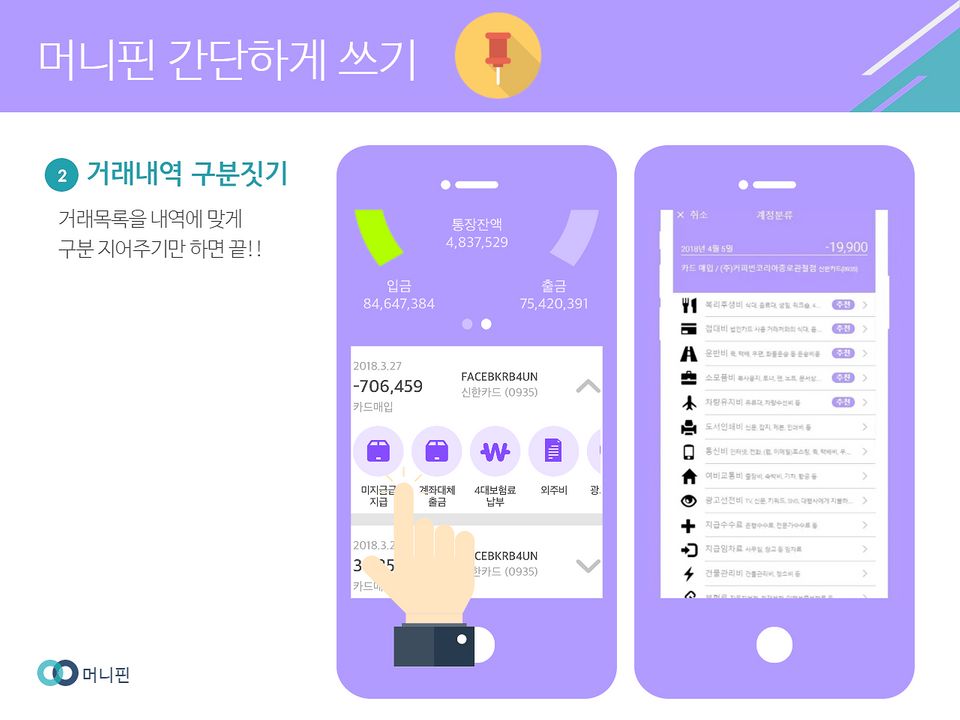 머니핀 간단하게 쓰기
2 거래내역 구분짓기
거래목록을 내역에 맞게
구분 지어주기만 하면 끝!!
통장잔액
4,837,529
입금
84,647,384
출금
75,420,391
2018.3.27
-706,459
카드매입
FACEBKRB4UN
신한카드 (0935)
미지급금
지급
계좌대체
출금
4대보험료
납부
외주비
광
2018.3.2
카드
CEBKRB4UN
한카드 (0935)
× 취소
계정분류
2018년 4월 5일
-19,900
카드 매입 / (주)커피빈코리아종로관철점 신한카드(0935)
복리후생비 식대, 음료대, 생일, 워크숍, 4... 추천
접대비 법인카드 사용 거래처와의 식대, 음... 추천
운반비 퀵, 택배, 우편, 화물운송 등 운송비용 추천
소모품비 복사용지, 토너, 펜, 노트, 문서상... 추천
차량유지비 유류대, 차량수선비 등 추천
도서인쇄비 신문, 잡지, 제본, 인쇄비 등
통신비 인터넷, 전화, (웹, 이메일)호스팅, 퀵, 택배비, 우...
여비교통비 출장비, 숙박비, 기차, 항공 등
광고선전비 TV, 신문, 키워드, SNS, 대행사에게 지불하...
지급수수료 은행수수료, 전문가수수료 등
지급임차료 사무실, 창고 등 임차료
건물관리비 건물관리비, 청소비 등
머니핀